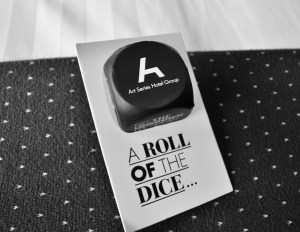 Art Series Hotel Group
A ROLL
OF THE
DICE...